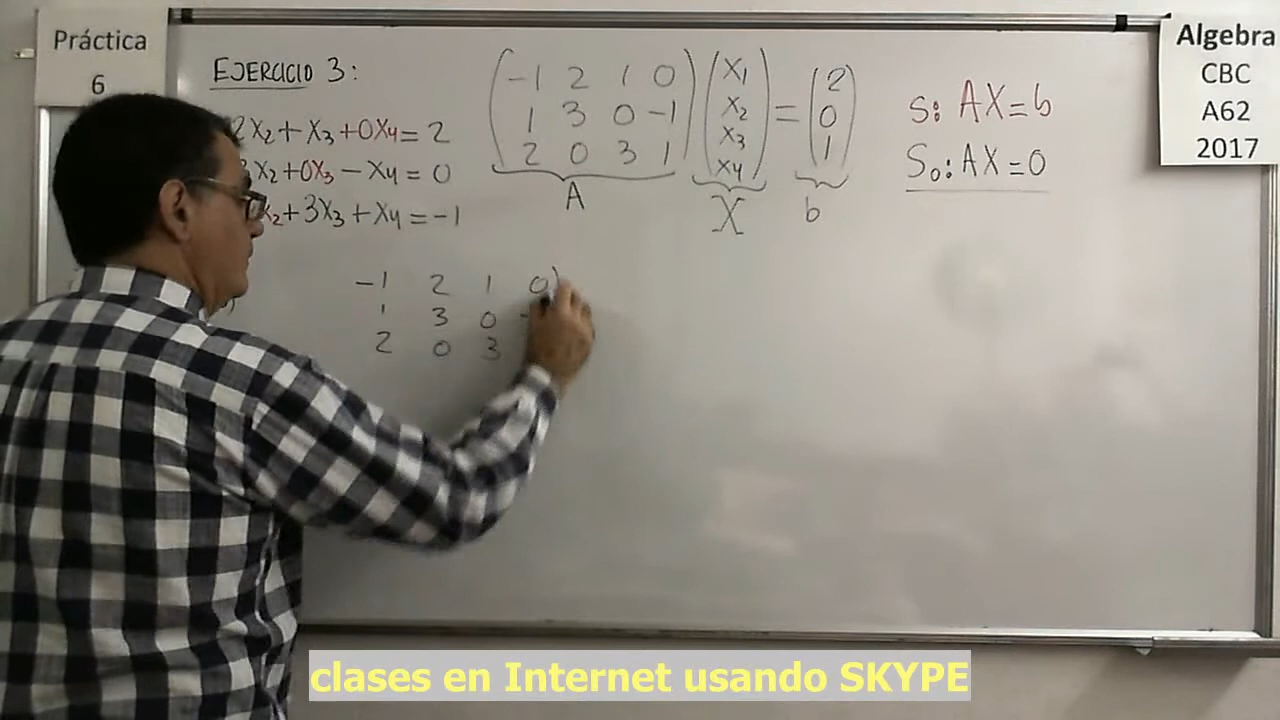 Práctica
6
EJERCICIO 3:
2X2+X3+0X4=2
X2+0X3-X4=0
X2+3X3+X4=-1
(-1 2 1 0) (X1) = (2)
1 3 0 -1 X2 0
2 0 3 1 X3 1
X4
A X b
S: AX=b
S0: AX=0
Algebra
CBC
A62
2017
-1 2 1 0)
1 3 0 -
2 0 3
clases en Internet usando SKYPE